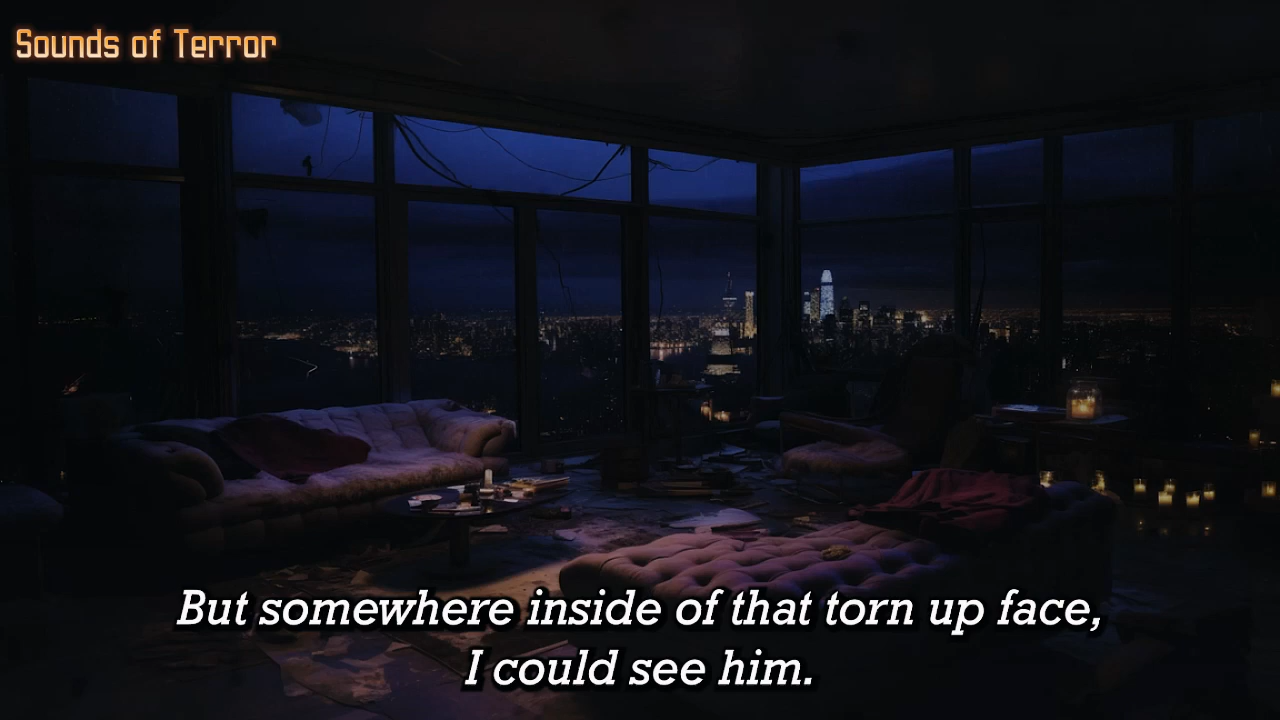 Sounds of Terror
But somewhere inside of that torn up face,
I could see him.